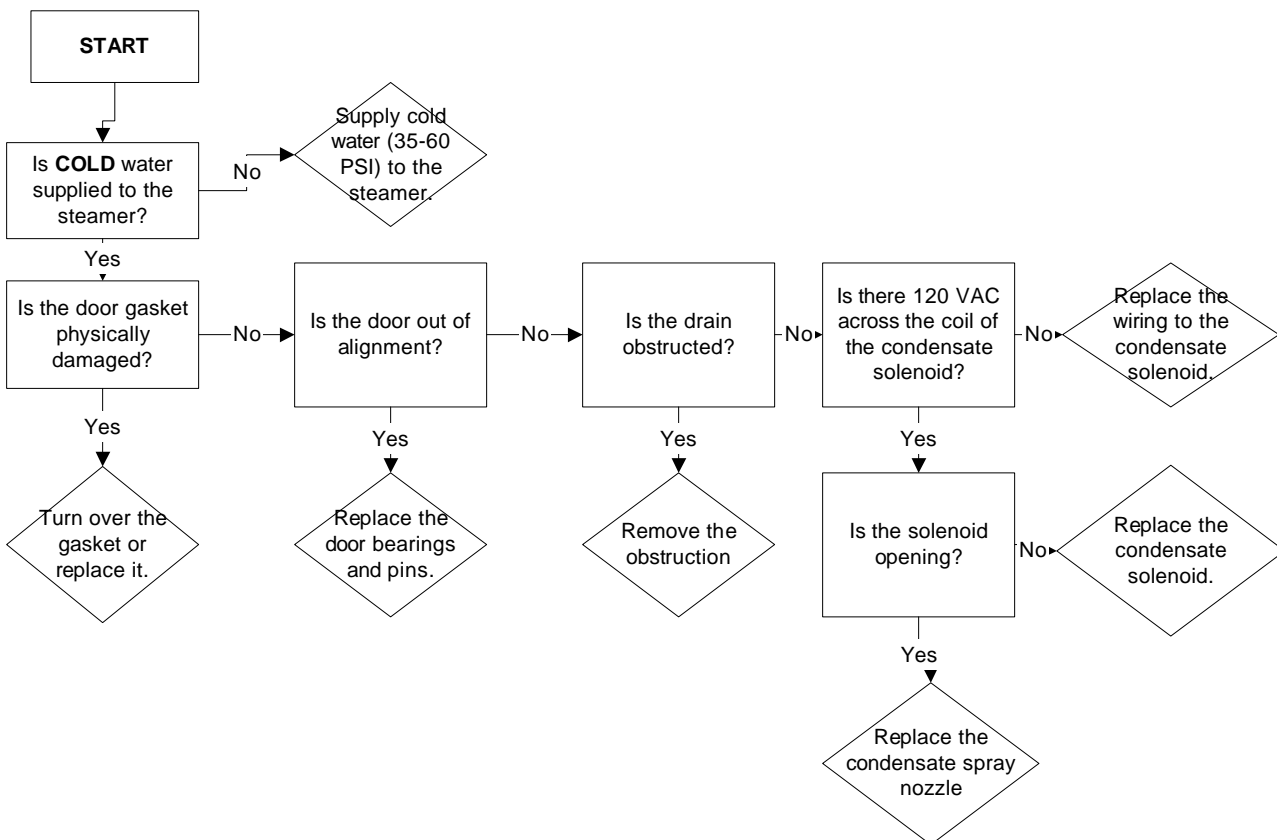 START
Supply cold
water (35-60
PSI) to the
steamer.
Is COLD water
supplied to the
steamer?
No
Yes
Is the door gasket
physically
damaged?
No
Is the door out of
alignment?
No
Is the drain
obstructed?
No
Is there 120 VAC
across the coil of
the condensate
solenoid?
No
Replace the
wiring to the
condensate
solenoid.
Yes
Yes
Yes
Yes
Turn over the
gasket or
replace it.
Replace the
door bearings
and pins.
Remove the
obstruction
Is the solenoid
opening?
No
Replace the
condensate
solenoid.
Yes
Replace the
condensate spray
nozzle